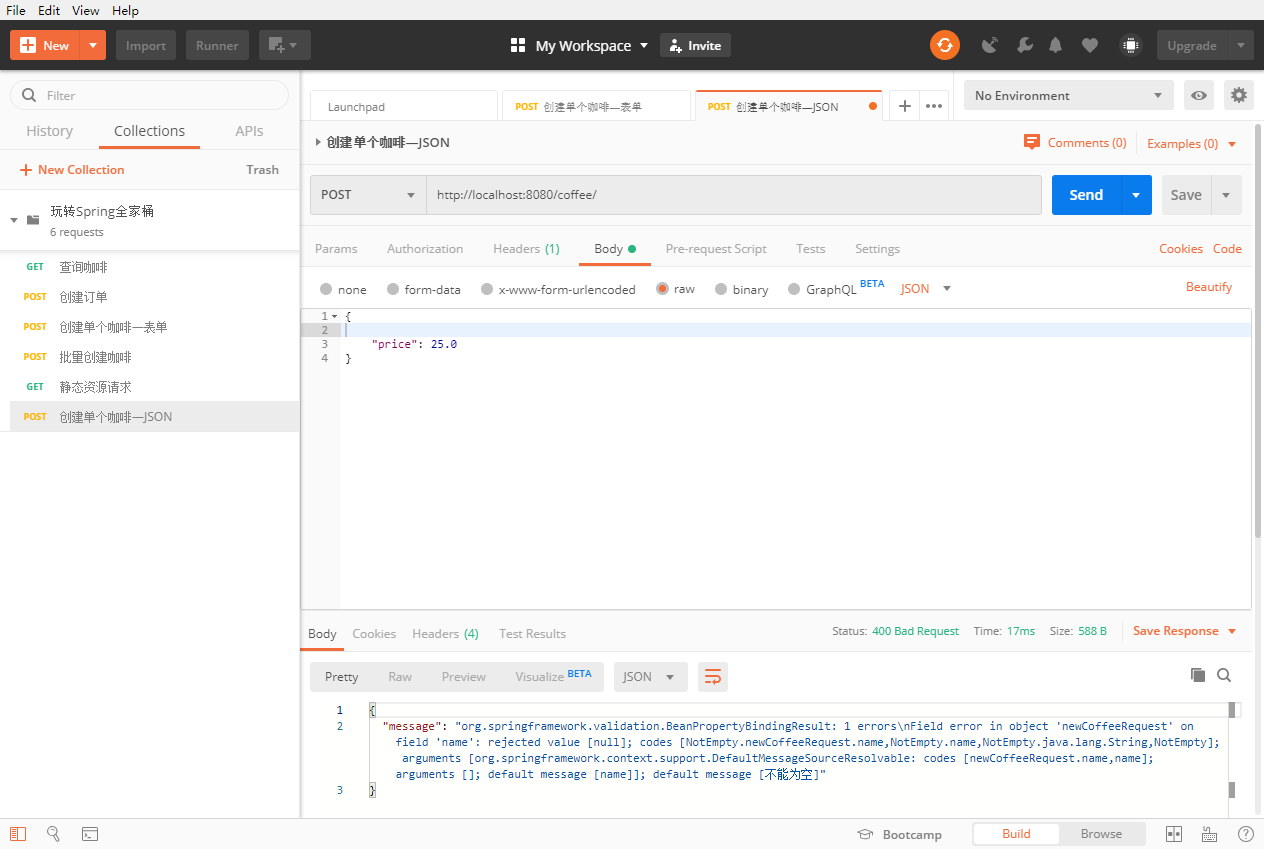 File Edit View Help
New Import Runner My Workspace Invite Upgrade
Filter
History Collections APIs
New Collection Trash
玩转Spring全家桶
6 requests
GET 查询咖啡
POST 创建订单
POST 创建单个咖啡—表单
POST 批量创建咖啡
GET 静态资源请求
POST 创建单个咖啡—JSON
Launchpad POST 创建单个咖啡—表单 POST 创建单个咖啡—JSON No Environment
创建单个咖啡—JSON Comments (0) Examples (0)
POST http://localhost:8080/coffee/ Send Save
Params Authorization Headers (1) Body Pre-request Script Tests Settings Cookies Code
none form-data x-www-form-urlencoded raw binary GraphQL BETA JSON Beautify
1 {
2
3 "price": 25.0
4 }
Body Cookies Headers (4) Test Results Status: 400 Bad Request Time: 17ms Size: 588 B Save Response
Pretty Raw Preview Visualize BETA JSON
1 {
2 "message": "org.springframework.validation.BeanPropertyBindingResult: 1 errors\nField error in object 'newCoffeeRequest' on
field 'name': rejected value [null]; codes [NotEmpty.newCoffeeRequest.name,NotEmpty.name,NotEmpty.java.lang.String,NotEmpty];
arguments [org.springframework.context.support.DefaultMessageSourceResolvable: codes [newCoffeeRequest.name,name];
arguments []; default message [name]]; default message [不能为空]"
3 }
Bootcamp Build Browse